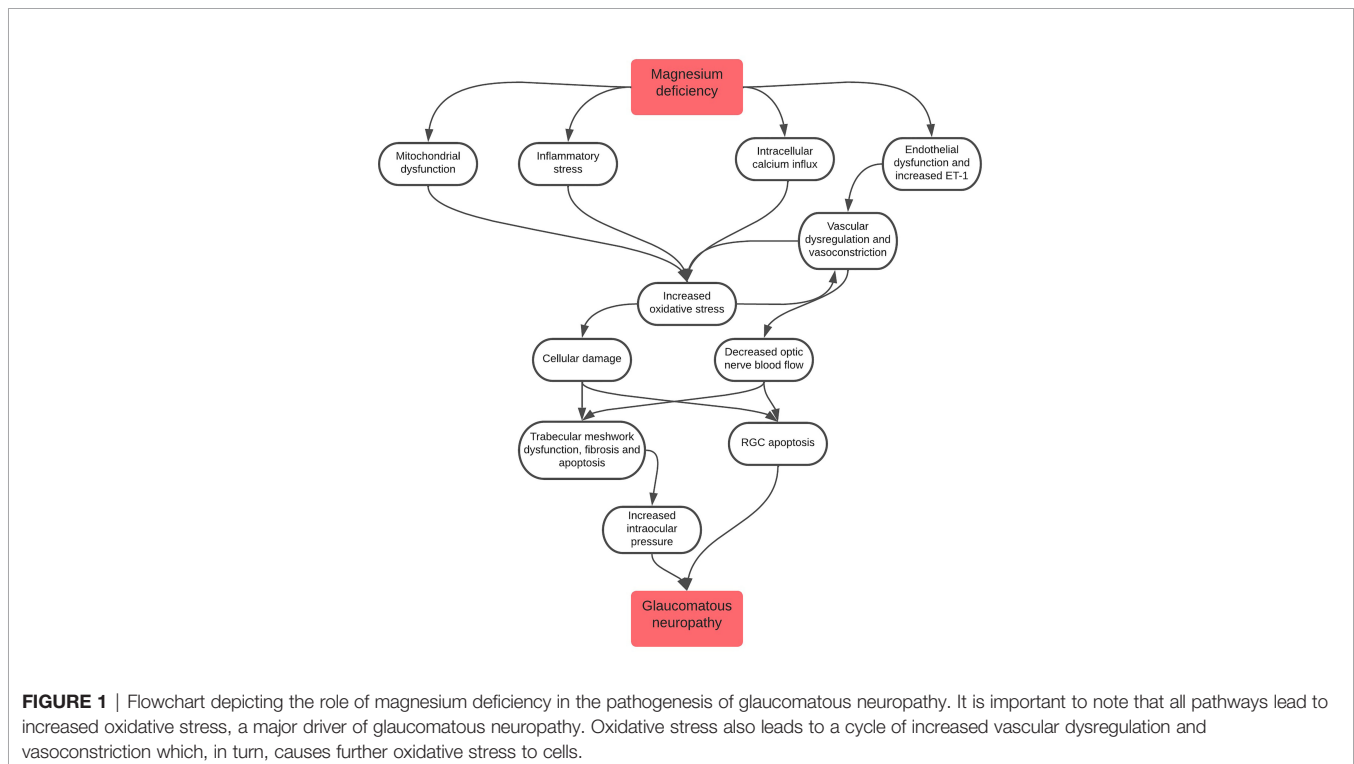 Magnesium
deficiency
Mitochondrial
dysfunction
Inflammatory
stress
Intracellular
calcium influx
Endothelial
dysfunction and
increased ET-1
Vascular
dysregulation and
vasoconstriction
Increased
oxidative stress
Cellular damage
Decreased optic
nerve blood flow
Trabecular meshwork
dysfunction, fibrosis and
apoptosis
RGC apoptosis
Increased
intraocular
pressure
Glaucomatous
neuropathy
FIGURE 1 | Flowchart depicting the role of magnesium deficiency in the pathogenesis of glaucomatous neuropathy. It is important to note that all pathways lead to
increased oxidative stress, a major driver of glaucomatous neuropathy. Oxidative stress also leads to a cycle of increased vascular dysregulation and
vasoconstriction which, in turn, causes further oxidative stress to cells.